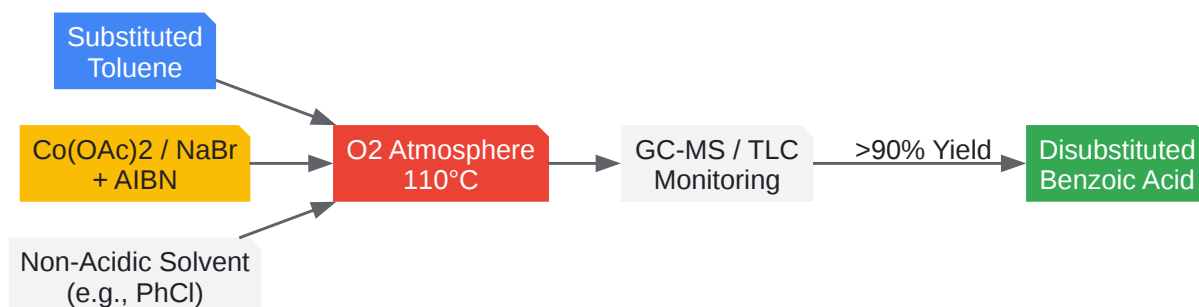 Substituted
Toluene
Co(OAc)2 / NaBr
+ AIBN
Non-Acidic Solvent
(e.g., PhCl)
O2 Atmosphere
110°C
GC-MS / TLC
Monitoring
>90% Yield
Disubstituted
Benzoic Acid